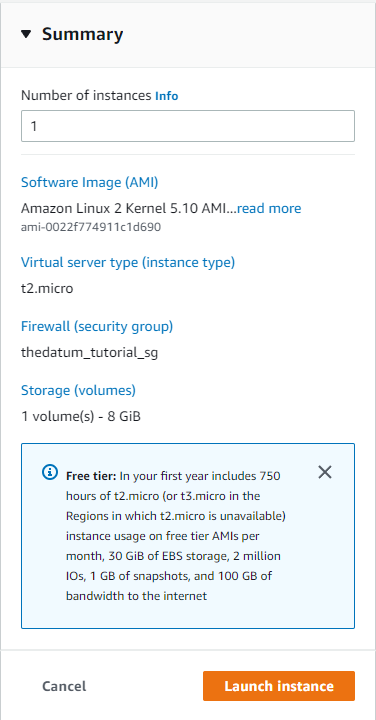 Summary
Number of instances Info
1
Software Image (AMI)
Amazon Linux 2 Kernel 5.10 AMI...read more
ami-0022f774911c1d690
Virtual server type (instance type)
t2.micro
Firewall (security group)
thedatum_tutorial_sg
Storage (volumes)
1 volume(s) - 8 GiB
Free tier: In your first year includes 750
hours of t2.micro (or t3.micro in the
Regions in which t2.micro is unavailable)
instance usage on free tier AMIs per
month, 30 GiB of EBS storage, 2 million
IOs, 1 GB of snapshots, and 100 GB of
bandwidth to the internet
Cancel
Launch instance